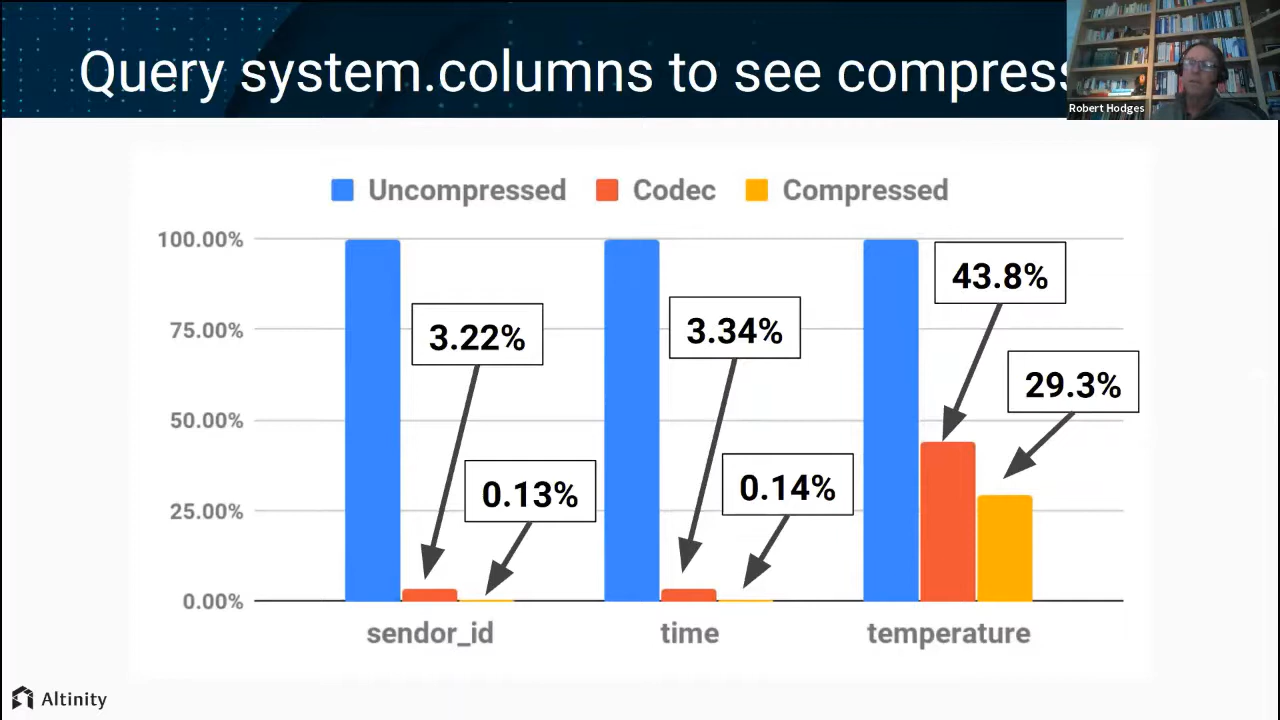 Query system.columns to see compress
Robert Hodges
Uncompressed Codec Compressed
100.00%
75.00%
50.00%
25.00%
0.00%
3.22%
0.13%
3.34%
0.14%
43.8%
29.3%
sendor_id time temperature
Altinity